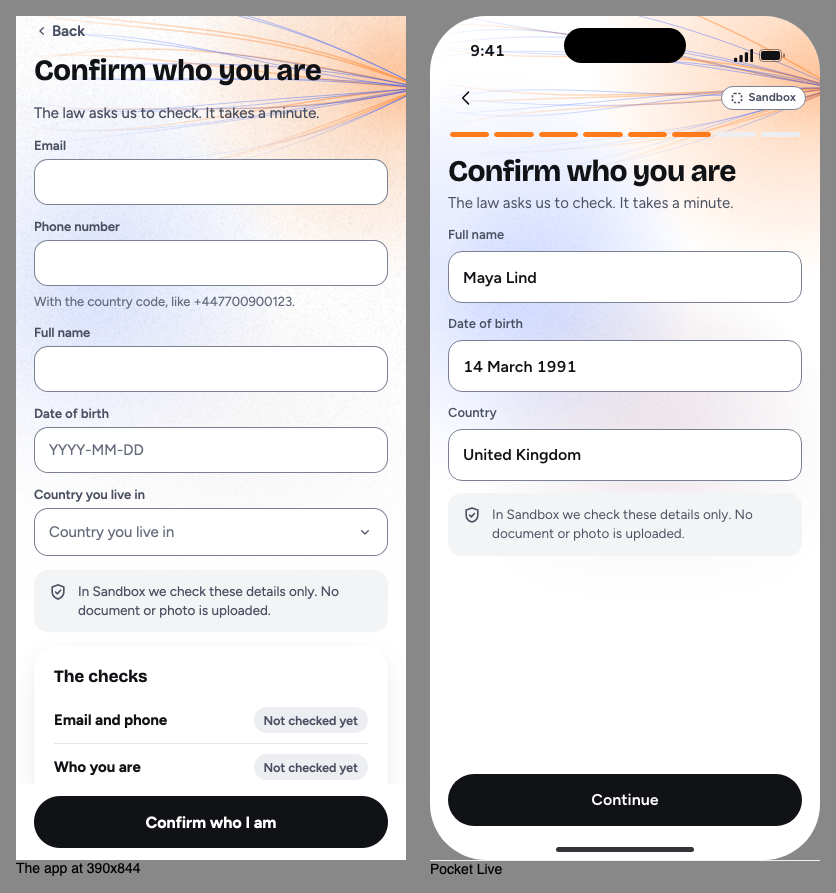 Back
Confirm who you are
The law asks us to check. It takes a minute.
Email
Phone number
With the country code, like +447700900123.
Full name
Date of birth
YYYY-MM-DD
Country you live in
Country you live in
In Sandbox we check these details only. No
document or photo is uploaded.
The checks
Email and phone
Not checked yet
Who you are
Not checked yet
Confirm who I am
The app at 390x844
9:41
Sandbox
Confirm who you are
The law asks us to check. It takes a minute.
Full name
Maya Lind
Date of birth
14 March 1991
Country
United Kingdom
In Sandbox we check these details only. No
document or photo is uploaded.
Continue
Pocket Live